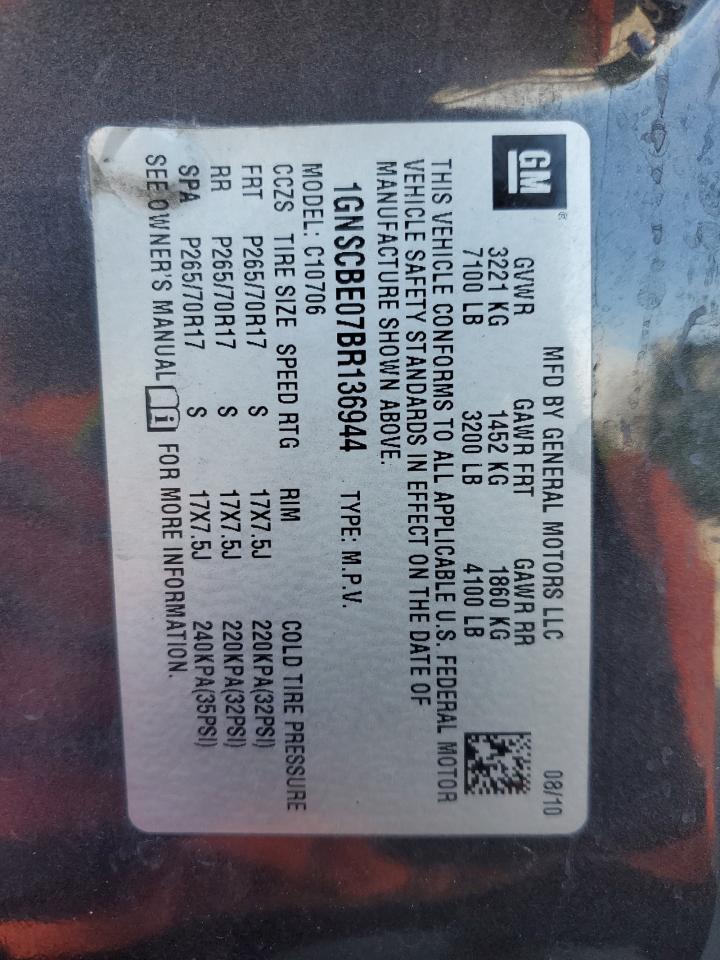 GM®
MFD BY GENERAL MOTORS LLC 08/10
GVWR GAWR FRT GAWR RR
3221 KG 1452 KG 1860 KG
7100 LB 3200 LB 4100 LB
THIS VEHICLE CONFORMS TO ALL APPLICABLE U.S. FEDERAL MOTOR
VEHICLE SAFETY STANDARDS IN EFFECT ON THE DATE OF
MANUFACTURE SHOWN ABOVE.
1GNSCBE07BR136944 TYPE: M.P.V.
MODEL: C10706
CCZS TIRE SIZE SPEED RTG RIM COLD TIRE PRESSURE
FRT P265/70R17 S 17X7.5J 220KPA(32PSI)
RR P265/70R17 S 17X7.5J 220KPA(32PSI)
SPA P265/70R17 S 17X7.5J 240KPA(35PSI)
SEE OWNER'S MANUAL i FOR MORE INFORMATION.